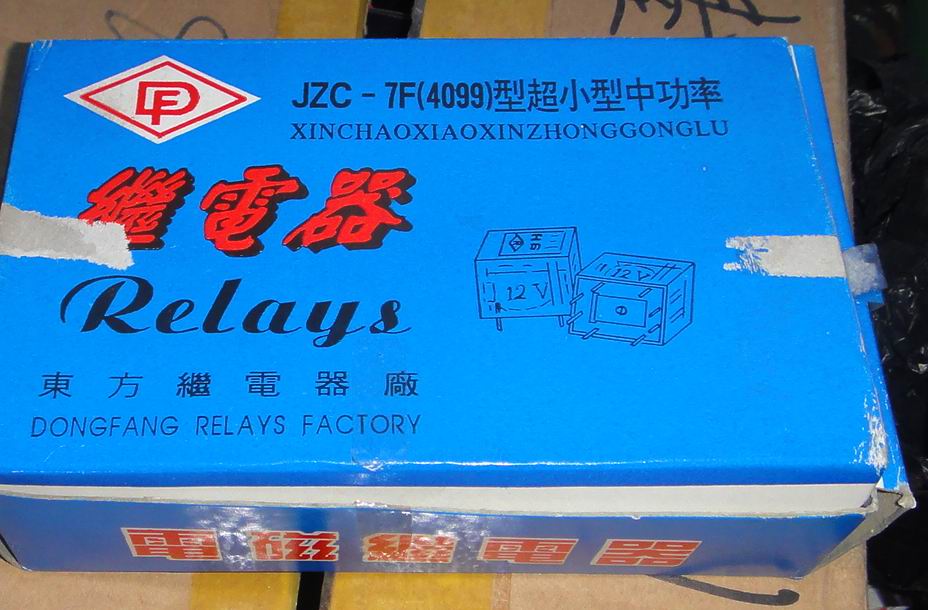 JZC - 7F(4099)型超小型中功率
XINCHAOXIAOXINZHONGGONGLU
繼電器
Relays
12 V
12 V
東方繼電器廠
DONGFANG RELAYS FACTORY
電磁繼電器